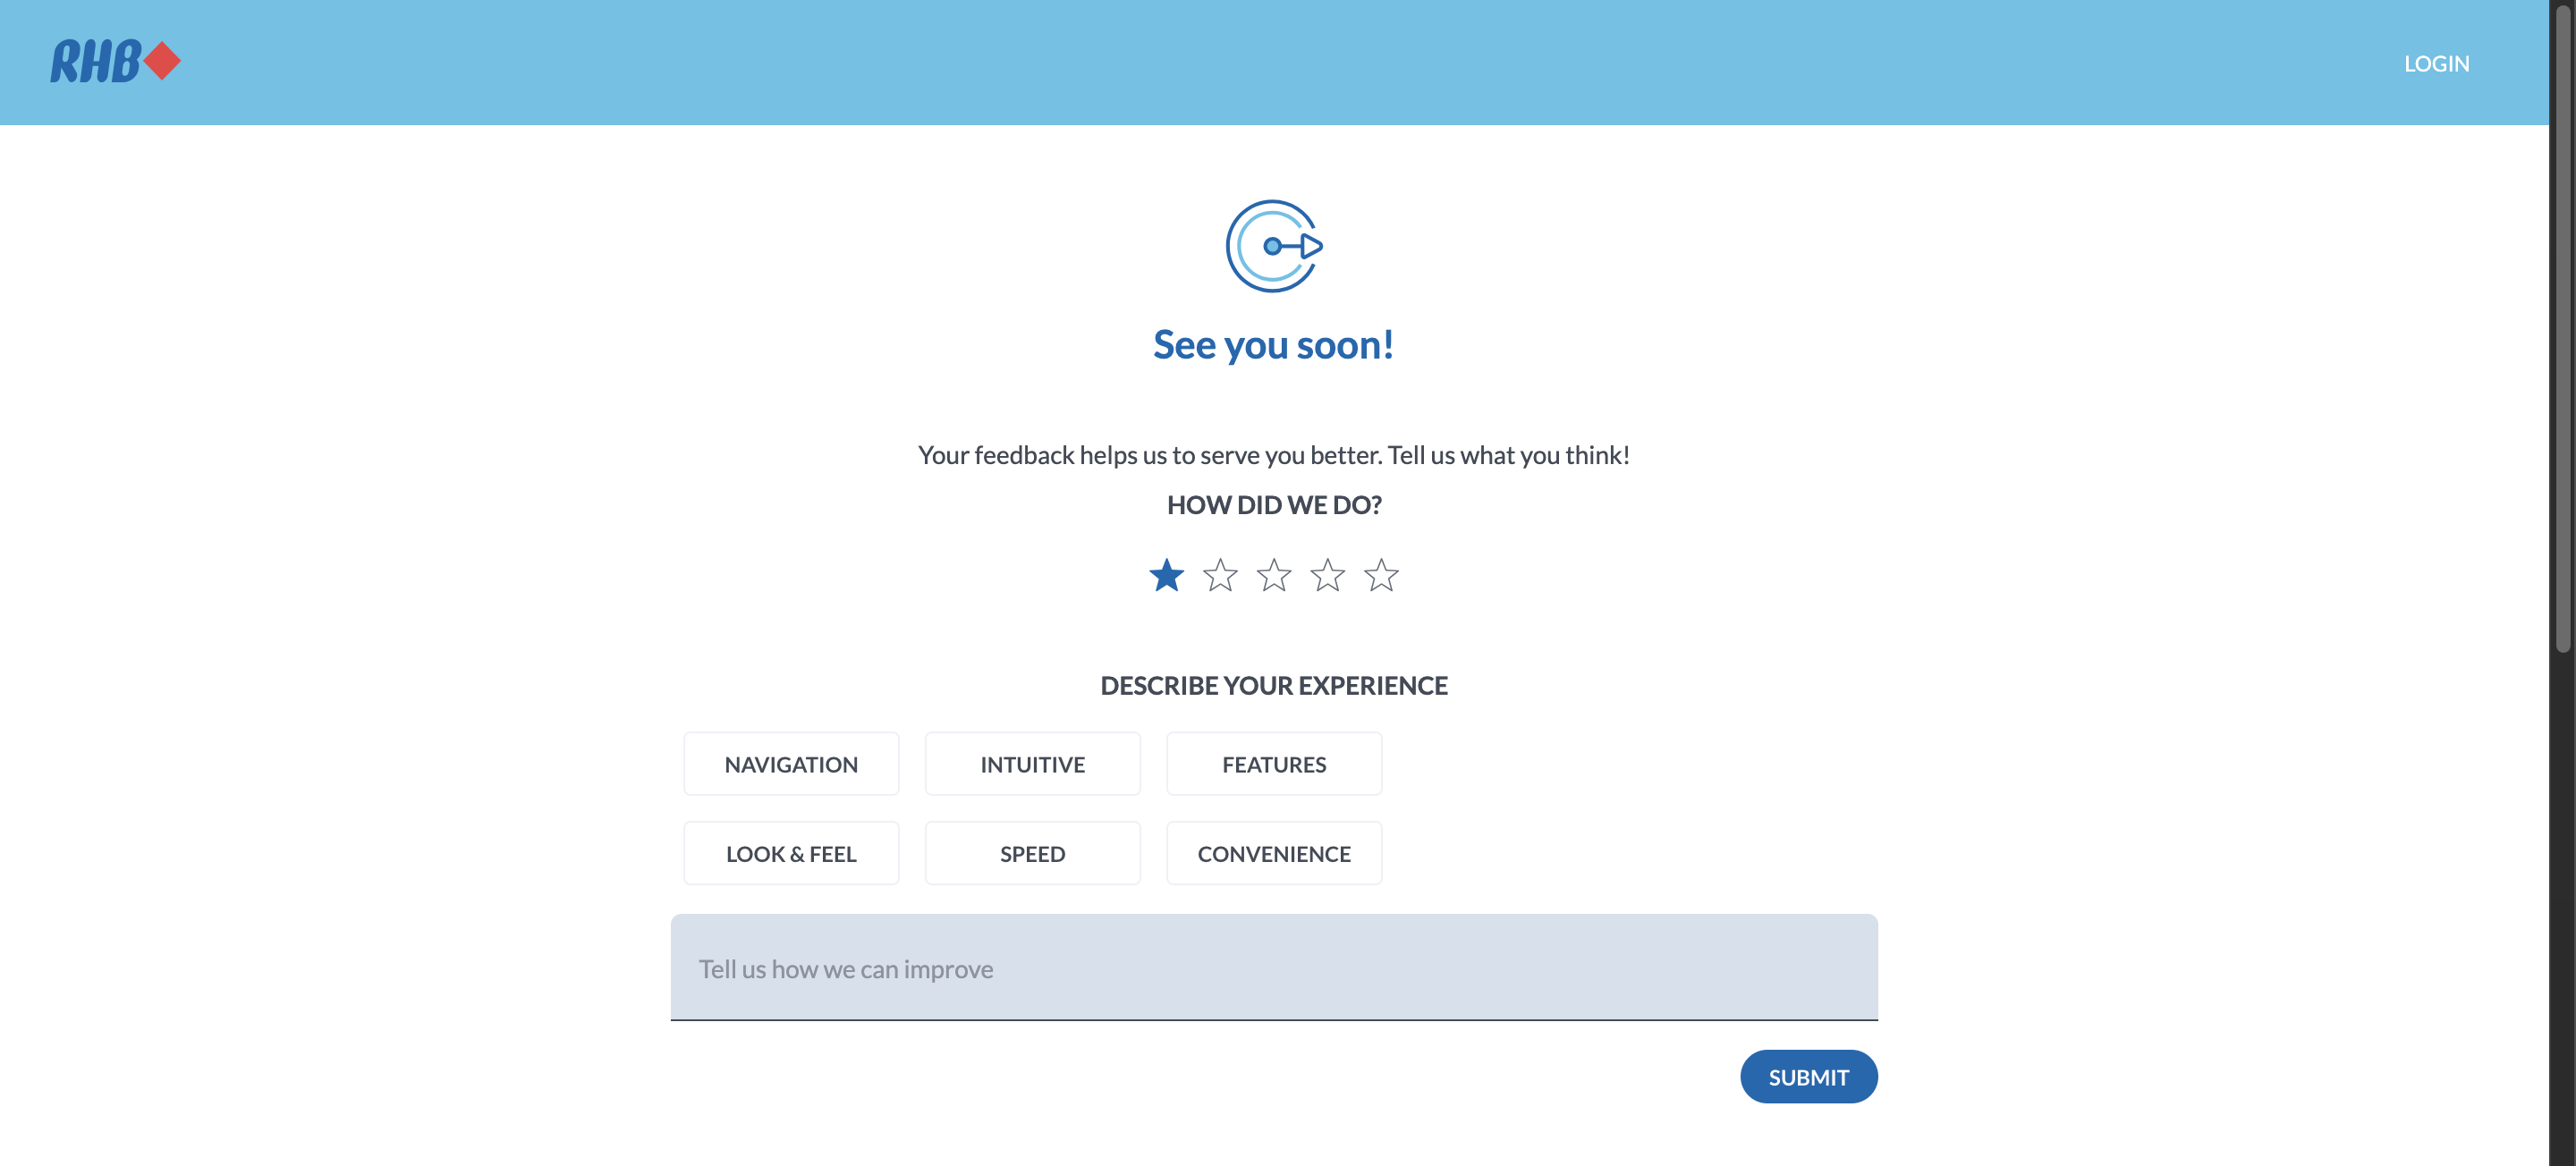 RHB
LOGIN
See you soon!
Your feedback helps us to serve you better. Tell us what you think!
HOW DID WE DO?
DESCRIBE YOUR EXPERIENCE
NAVIGATION INTUITIVE FEATURES
LOOK & FEEL SPEED CONVENIENCE
Tell us how we can improve
SUBMIT